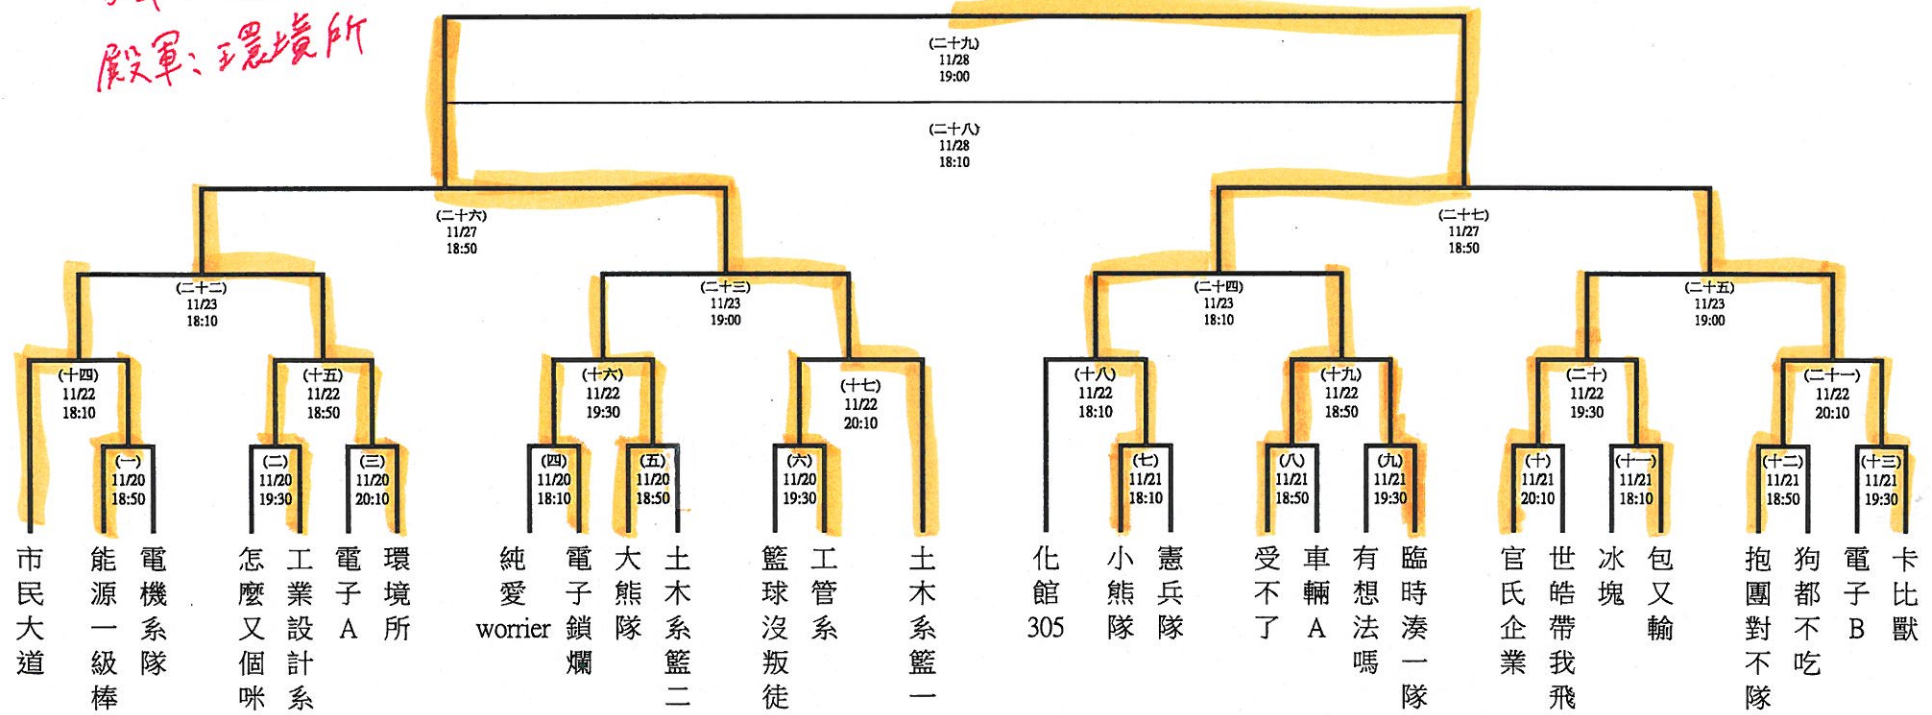 殿軍：環境所
(二十九)
11/28
19:00
(二十八)
11/28
18:10
(二十六)
11/27
18:50
(二十七)
11/27
18:50
(二十二)
11/23
18:10
(二十三)
11/23
19:00
(二十四)
11/23
18:10
(二十五)
11/23
19:00
(十四)
11/22
18:10
(十五)
11/22
18:50
(十六)
11/22
19:30
(十七)
11/22
20:10
(十八)
11/22
18:10
(十九)
11/22
18:50
(二十)
11/22
19:30
(二十一)
11/22
20:10
(一)
11/20
18:50
(二)
11/20
19:30
(三)
11/20
20:10
(四)
11/20
18:10
(五)
11/20
18:50
(六)
11/20
19:30
(七)
11/21
18:10
(八)
11/21
18:50
(九)
11/21
19:30
(十)
11/21
20:10
(十一)
11/21
18:10
(十二)
11/21
18:50
(十三)
11/21
19:30
市民大道
能源一級棒
電機系隊
怎麼又個咪
工業設計系
電子A
環境所
純愛worrier
電子鎖爛
大熊隊
土木系籃二
籃球沒叛徒
工管系
土木系籃一
化館305
小熊隊
憲兵隊
受不了
車輛A
有想法嗎
臨時湊一隊
官氏企業
世皓帶我飛
冰塊
包又輸
抱團對不隊
狗都不吃
電子B
卡比獸